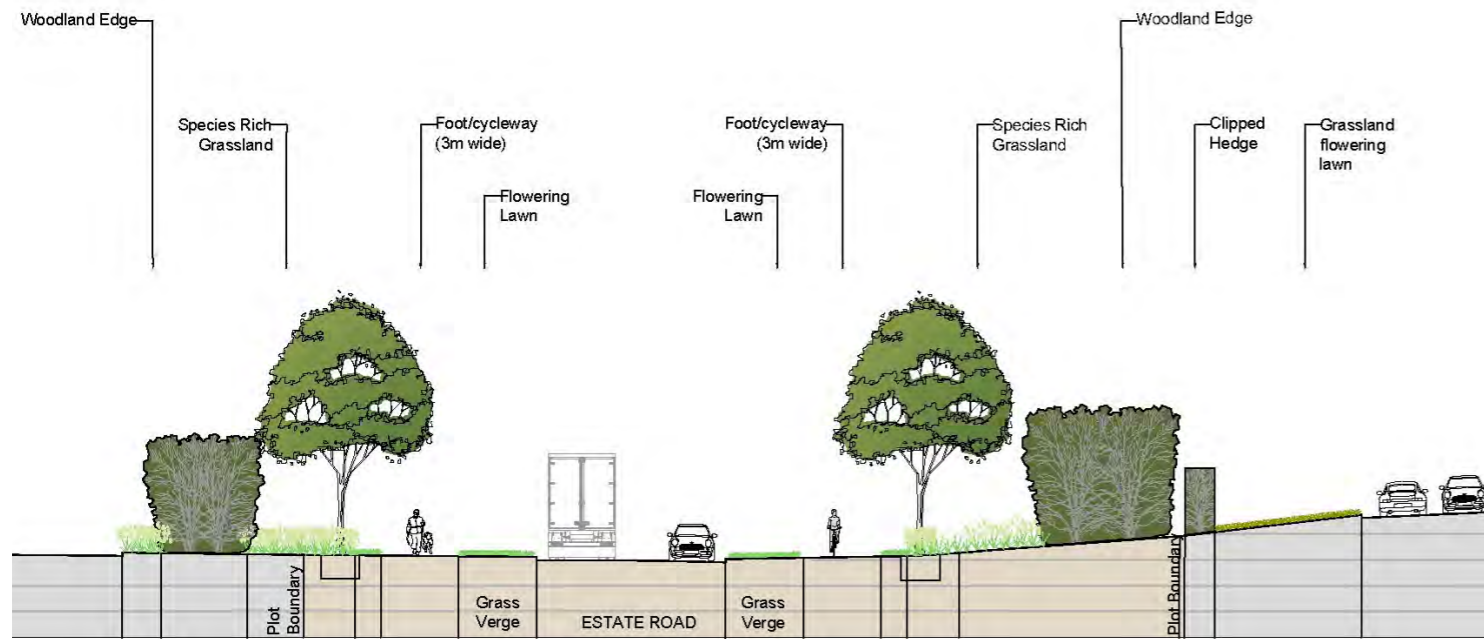 Woodland Edge
Woodland Edge
Species Rich
Grassland
Foot/cycleway
(3m wide)
Foot/cycleway
(3m wide)
Species Rich
Grassland
Clipped
Hedge
Grassland
flowering
lawn
Flowering
Lawn
Flowering
Lawn
Plot
Boundary
Grass
Verge
ESTATE ROAD
Grass
Verge
Plot Boundary